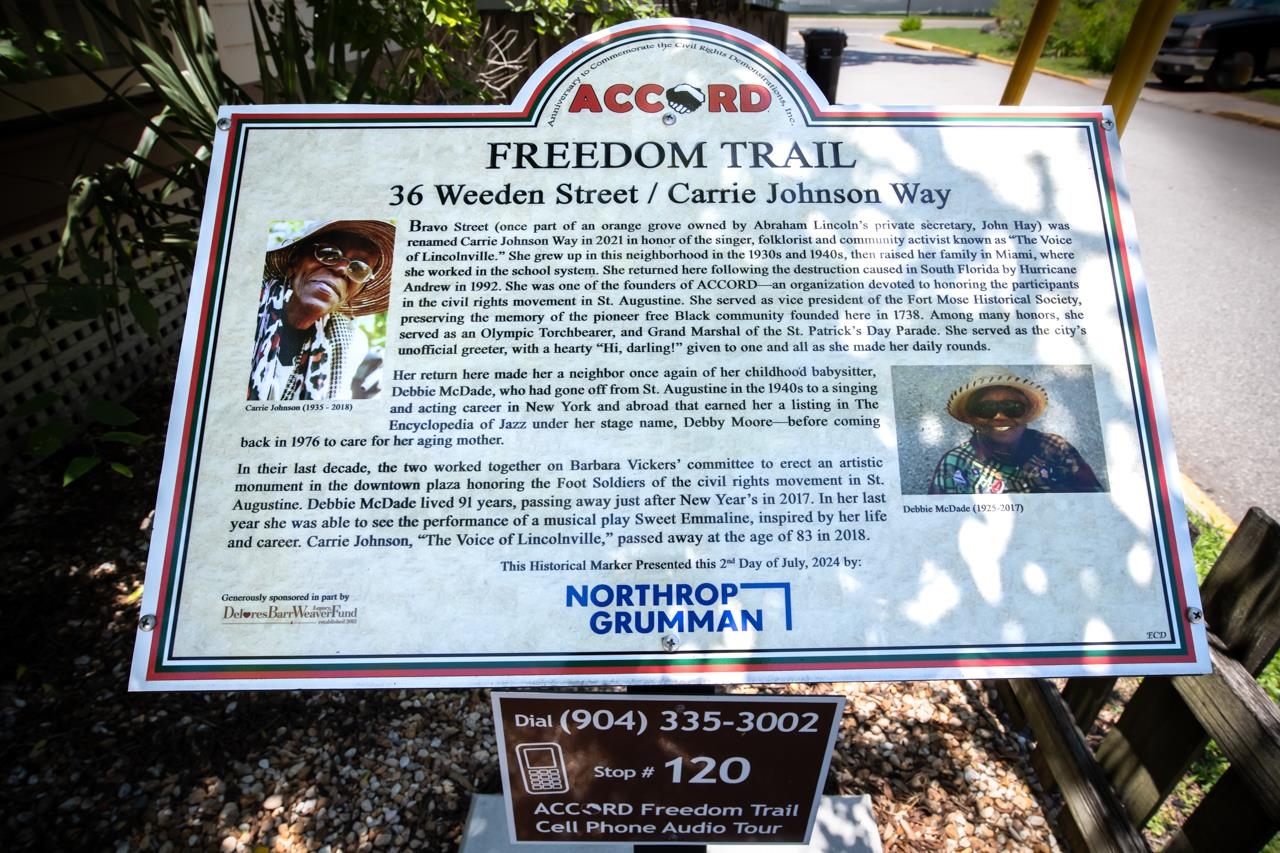 Anniversary to Commemorate the Civil Rights Demonstrations, Inc.
ACCORD
FREEDOM TRAIL
36 Weeden Street / Carrie Johnson Way
Bravo Street (once part of an orange grove owned by Abraham Lincoln's private secretary, John Hay) was
renamed Carrie Johnson Way in 2021 in honor of the singer, folklorist and community activist known as "The Voice
of Lincolnville." She grew up in this neighborhood in the 1930s and 1940s, then raised her family in Miami, where
she worked in the school system. She returned here following the destruction caused in South Florida by Hurricane
Andrew in 1992. She was one of the founders of ACCORD—an organization devoted to honoring the participants
in the civil rights movement in St. Augustine. She served as vice president of the Fort Mose Historical Society,
preserving the memory of the pioneer free Black community founded here in 1738. Among many honors, she
served as an Olympic Torchbearer, and Grand Marshal of the St. Patrick's Day Parade. She served as the city's
unofficial greeter, with a hearty "Hi, darling!" given to one and all as she made her daily rounds.
Carrie Johnson (1935 - 2018)
Her return here made her a neighbor once again of her childhood babysitter,
Debbie McDade, who had gone off from St. Augustine in the 1940s to a singing
and acting career in New York and abroad that earned her a listing in The
Encyclopedia of Jazz under her stage name, Debby Moore—before coming
back in 1976 to care for her aging mother.
In their last decade, the two worked together on Barbara Vickers' committee to erect an artistic
monument in the downtown plaza honoring the Foot Soldiers of the civil rights movement in St.
Augustine. Debbie McDade lived 91 years, passing away just after New Year's in 2017. In her last
year she was able to see the performance of a musical play Sweet Emmaline, inspired by her life
and career. Carrie Johnson, "The Voice of Lincolnville," passed away at the age of 83 in 2018.
Debbie McDade (1925-2017)
This Historical Marker Presented this 2nd Day of July, 2024 by:
NORTHROP
GRUMMAN
Generously sponsored in part by
Delores Barr Weaver Legacy Fund
established 2012
ECD
Dial (904) 335-3002
Stop # 120
ACCORD Freedom Trail
Cell Phone Audio Tour